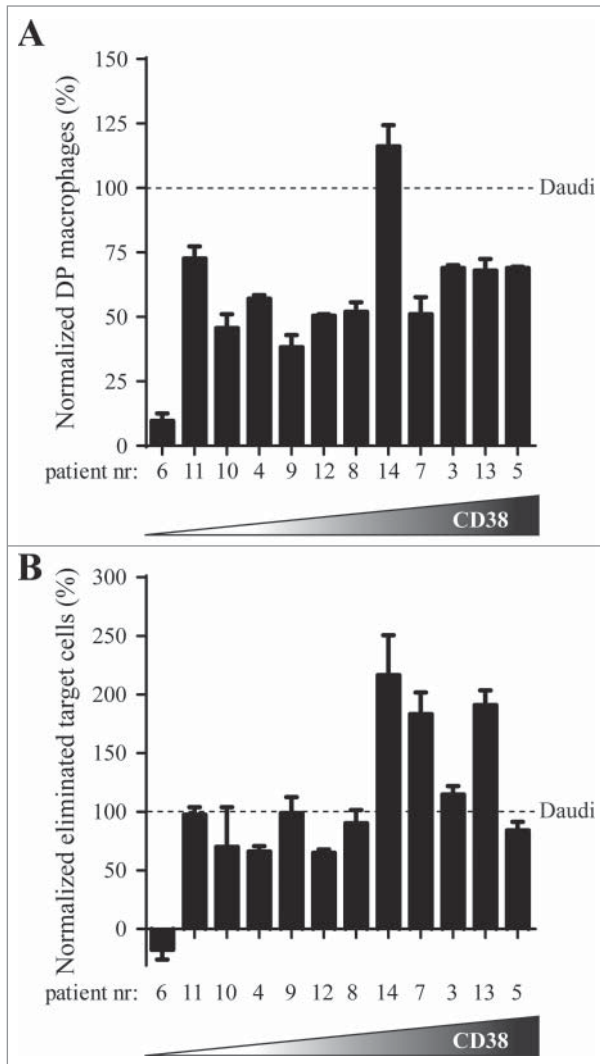 A
Normalized DP macrophages (%)
150
125
100
75
50
25
0
Daudi
patient nr: 6 11 10 4 9 12 8 14 7 3 13 5
CD38
B
Normalized eliminated target cells (%)
300
250
200
150
100
50
0
Daudi
patient nr: 6 11 10 4 9 12 8 14 7 3 13 5
CD38